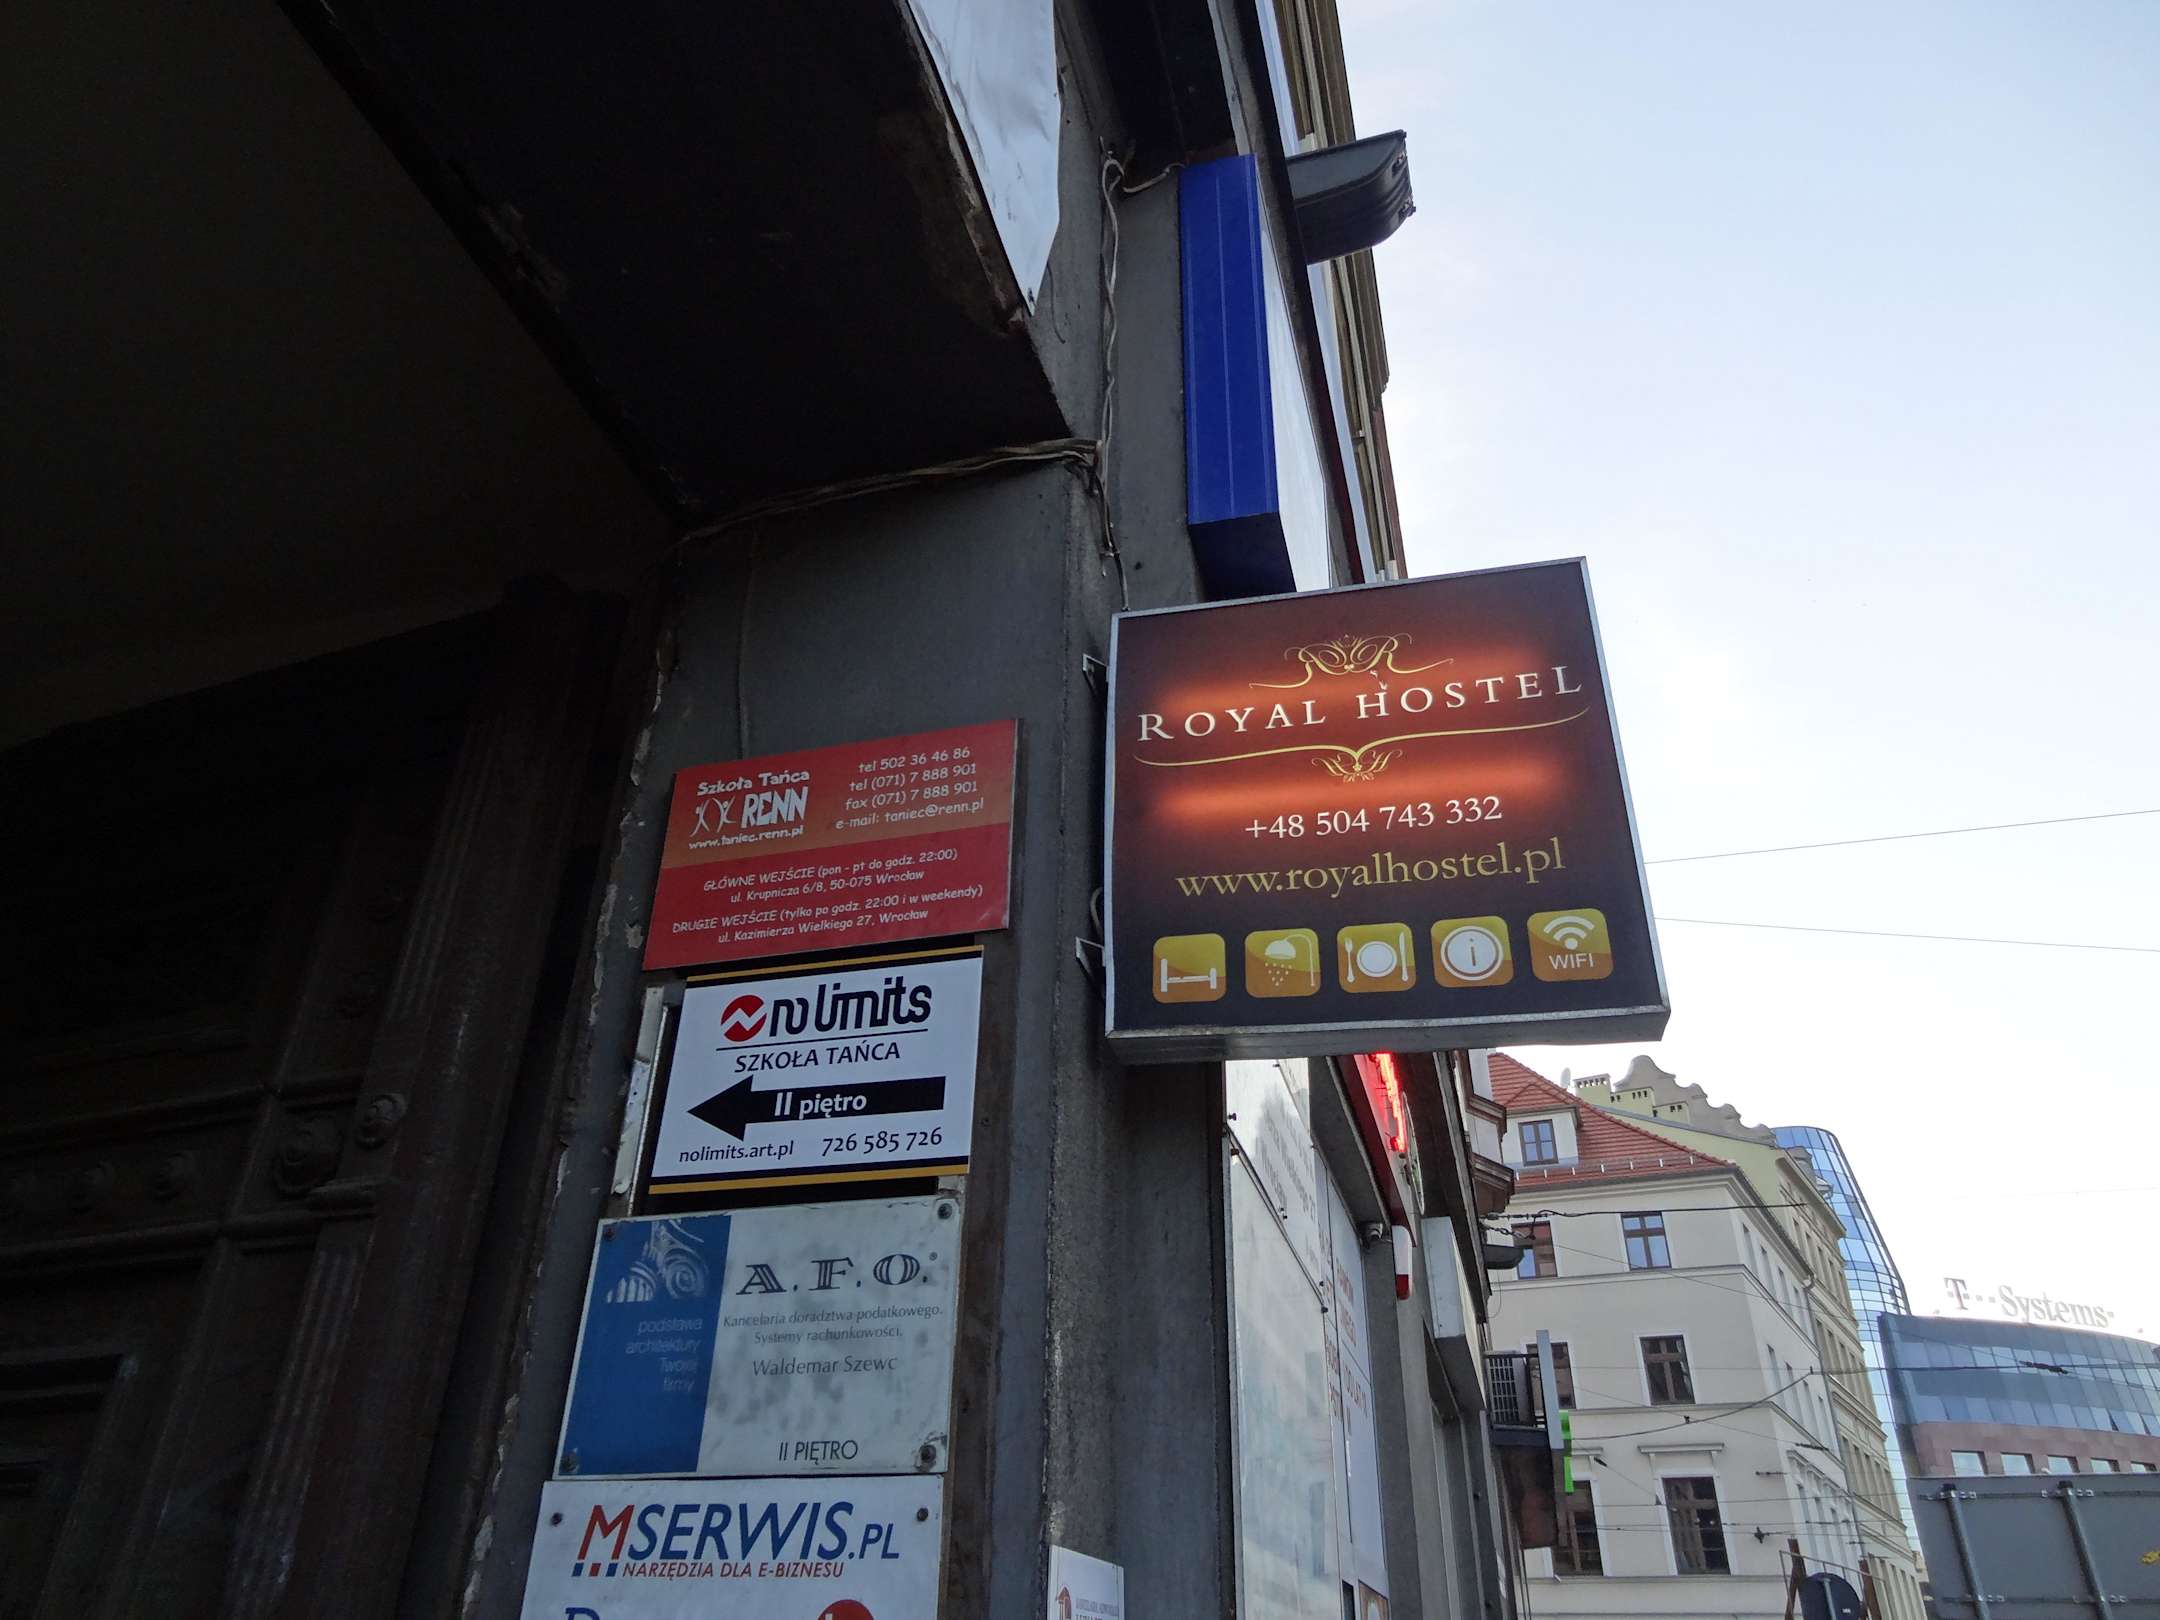 Szkoła Tańca
RENN
www.taniec.renn.pl
tel 502 36 46 86
tel (071) 7 888 901
fax (071) 7 888 901
e-mail: taniec@renn.pl
GŁÓWNE WEJŚCIE (pon - pt do godz. 22:00)
ul. Krupnicza 6/8, 50-075 Wrocław
DRUGIE WEJŚCIE (tylko po godz. 22:00 i w weekendy)
ul. Kazimierza Wielkiego 27, Wrocław
no limits
SZKOŁA TAŃCA
II piętro
nolimits.art.pl 726 585 726
podstawa
architektury
Twojej
firmy
A.F.O.®
Kancelaria doradztwa podatkowego.
Systemy rachunkowości.
Waldemar Szewc
II PIĘTRO
MSERWIS.PL
NARZĘDZIA DLA E-BIZNESU
ROYAL HOSTEL
+48 504 743 332
www.royalhostel.pl
i
WIFI
T··Systems·